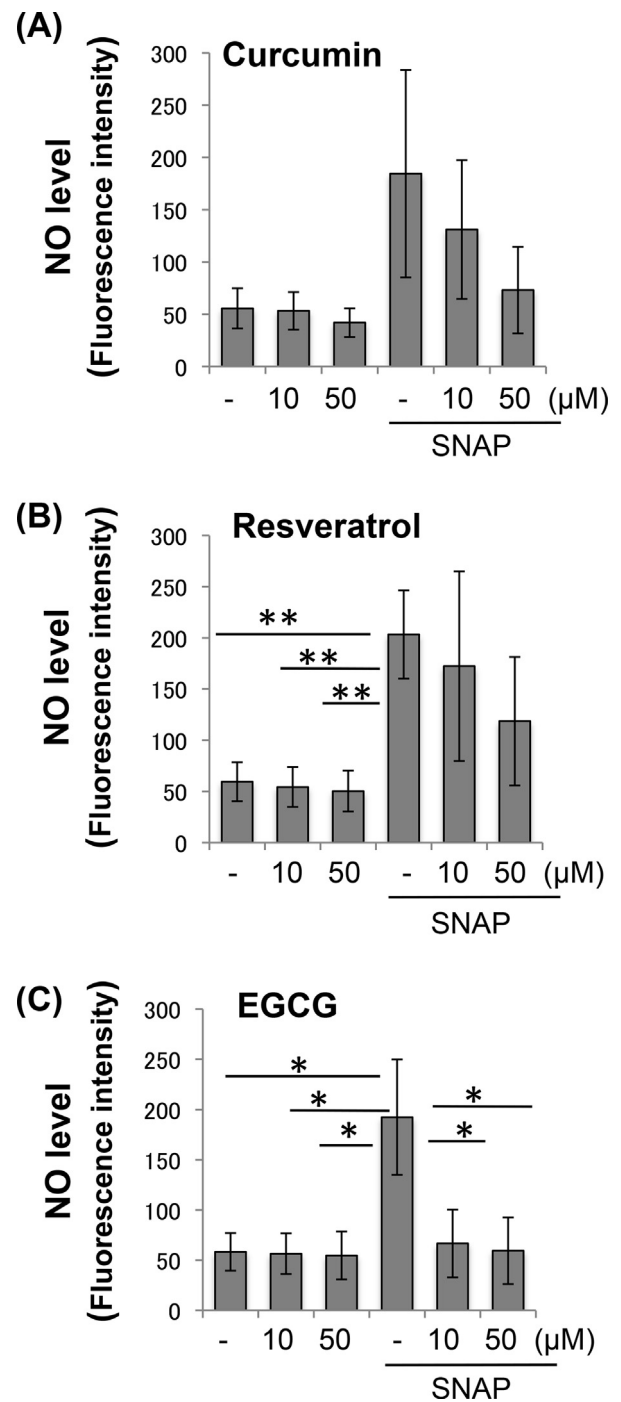 (A)
Curcumin
NO level
(Fluorescence intensity)
300
250
200
150
100
50
0
- 10 50 - 10 50 (μM)
SNAP
(B)
Resveratrol
NO level
(Fluorescence intensity)
300
250
200
150
100
50
0
**
**
**
- 10 50 - 10 50 (μM)
SNAP
(C)
EGCG
NO level
(Fluorescence intensity)
300
250
200
150
100
50
0
*
* *
* *
- 10 50 - 10 50 (μM)
SNAP